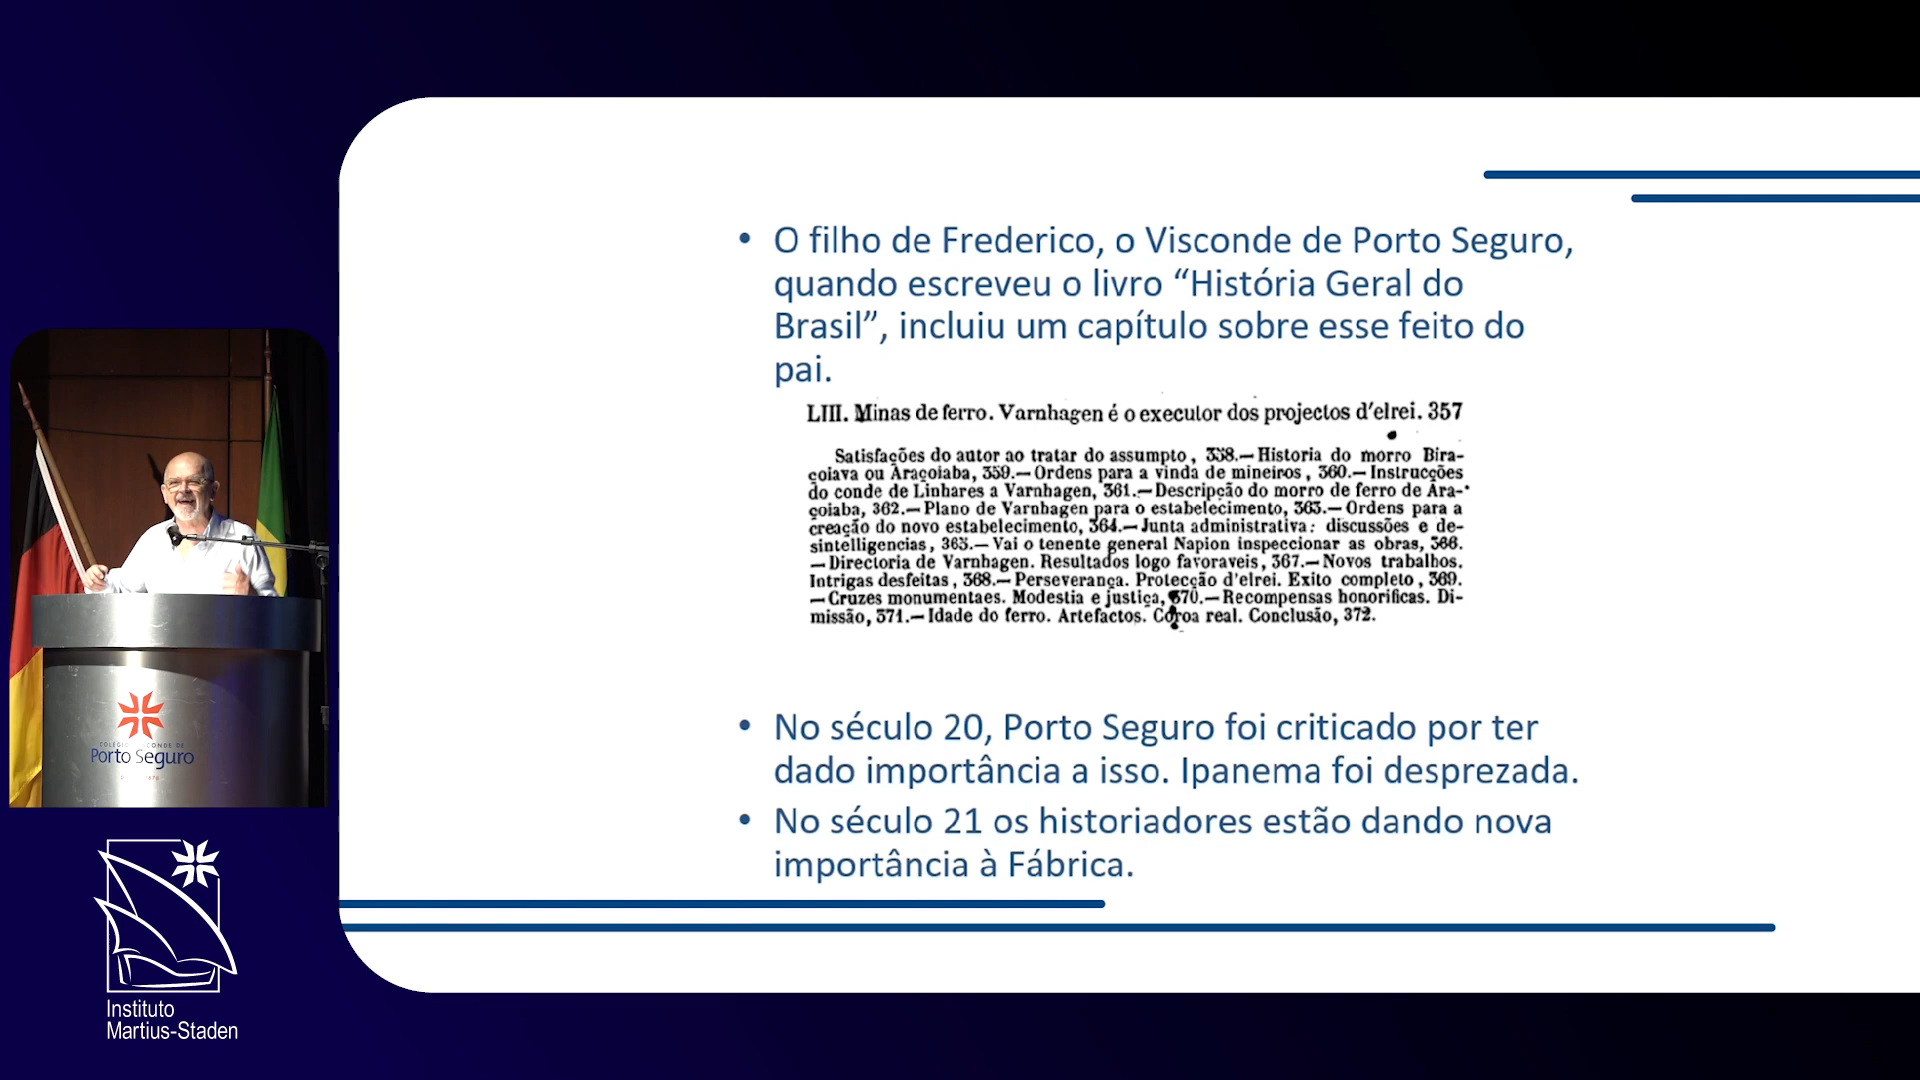 O filho de Frederico, o Visconde de Porto Seguro,
quando escreveu o livro “História Geral do
Brasil”, incluiu um capítulo sobre esse feito do
pai.
LIII. Minas de ferro. Varnhagen é o executor dos projectos d'elrei. 357
Satisfações do autor ao tratar do assumpto, 358.—Historia do morro Bira-
çoiava ou Araçoiaba, 359.—Ordens para a vinda de mineiros, 360.—Instrucções
do conde de Linhares a Varnhagen, 361.—Descripção do morro de ferro de Ara-
çoiaba, 362.—Plano de Varnhagen para o estabelecimento, 363.—Ordens para a
creação do novo estabelecimento, 364.—Junta administrativa: discussões e de-
sintelligencias, 365.—Vai o tenente general Napion inspeccionar as obras, 366.
—Directoria de Varnhagen. Resultados logo favoraveis, 367.—Novos trabalhos.
Intrigas desfeitas, 368.—Perseverança. Protecção d'elrei. Exito completo, 369.
—Cruzes monumentaes. Modestia e justiça, 370.—Recompensas honorificas. Di-
missão, 371.—Idade do ferro. Artefactos. Coroa real. Conclusão, 372.
No século 20, Porto Seguro foi criticado por ter
dado importância a isso. Ipanema foi desprezada.
No século 21 os historiadores estão dando nova
importância à Fábrica.
Porto Seguro
Instituto
Martius-Staden